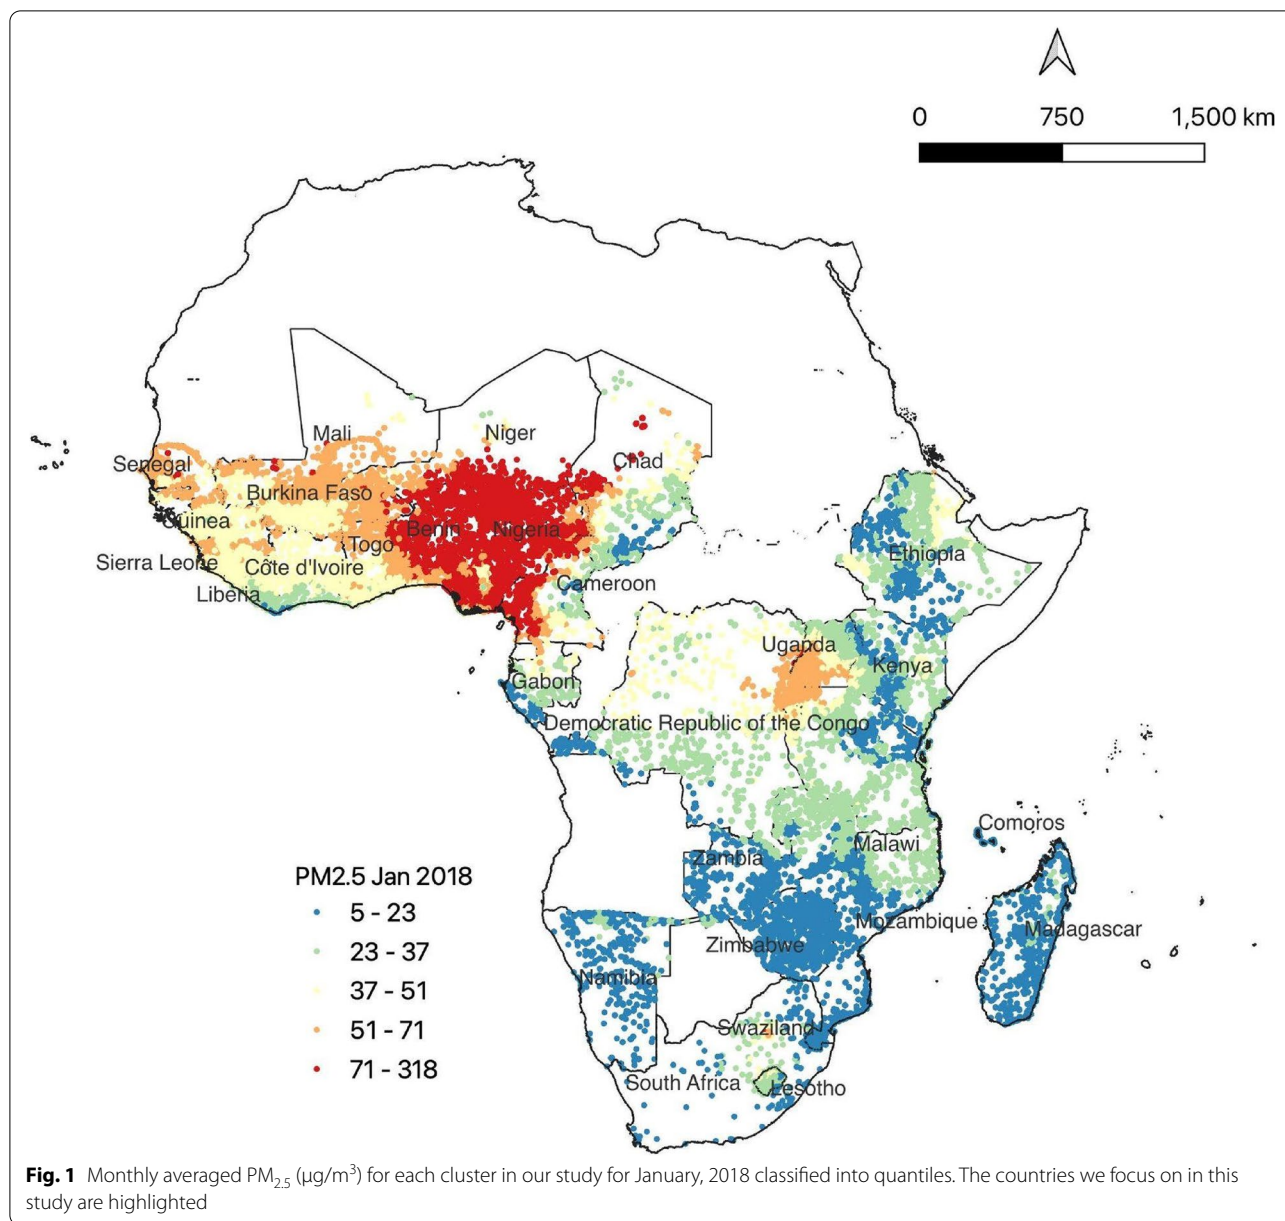 0 750 1,500 km
Mali
Niger
Senegal
Chad
Burkina Faso
Guinea
Benin
Nigeria
Togo
Ethiopia
Sierra Leone
Côte d'Ivoire
Liberia
Cameroon
Uganda
Kenya
Gabon
Democratic Republic of the Congo
Comoros
Malawi
Zambia
PM2.5 Jan 2018
5 - 23
Mozambique
Madagascar
Zimbabwe
23 - 37
Namibia
37 - 51
51 - 71
Swaziland
71 - 318
South Africa
Lesotho
Fig. 1 Monthly averaged PM2.5 (µg/m³) for each cluster in our study for January, 2018 classified into quantiles. The countries we focus on in this
study are highlighted